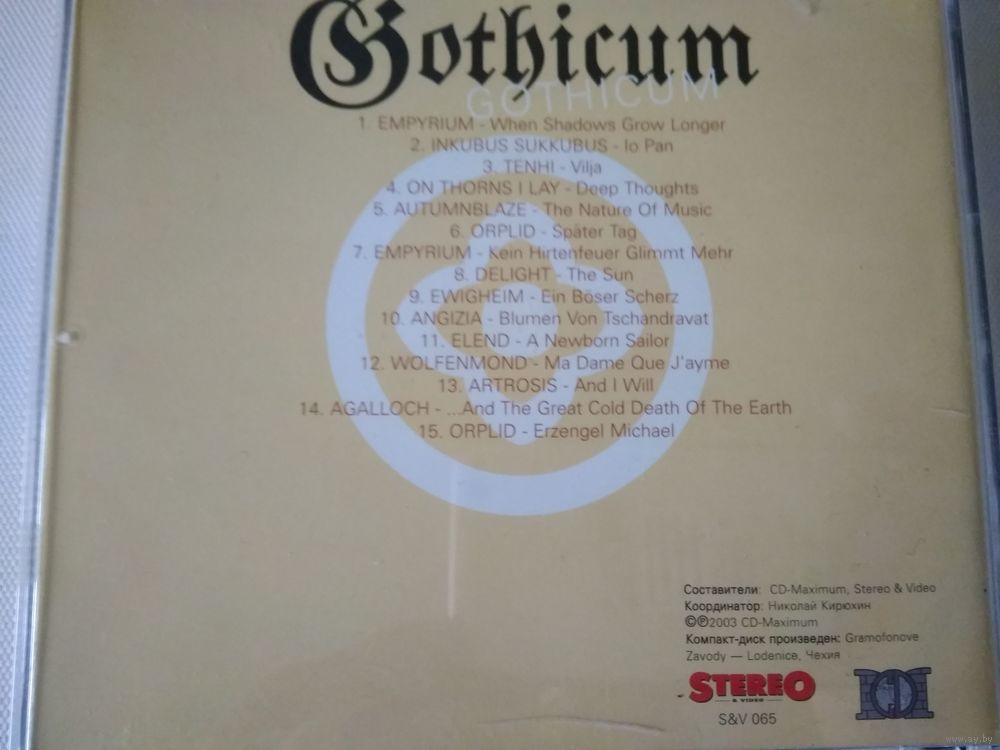 Gothicum
GOTHICUM
1. EMPYRIUM - When Shadows Grow Longer
2. INKUBUS SUKKUBUS - Io Pan
3. TENHI - Vilja
4. ON THORNS I LAY - Deep Thoughts
5. AUTUMNBLAZE - The Nature Of Music
6. ORPLID - Später Tag
7. EMPYRIUM - Kein Hirtenfeuer Glimmt Mehr
8. DELIGHT - The Sun
9. EWIGHEIM - Ein Böser Scherz
10. ANGIZIA - Blumen Von Tschandravat
11. ELEND - A Newborn Sailor
12. WOLFENMOND - Ma Dame Que J'ayme
13. ARTROSIS - And I Will
14. AGALLOCH - ...And The Great Cold Death Of The Earth
15. ORPLID - Erzengel Michael
Составители: CD-Maximum, Stereo & Video
Координатор: Николай Кирюхин
©℗2003 CD-Maximum
Компакт-диск произведен: Gramofonove
Zavody — Lodenice, Чехия
STEREO
& VIDEO
S&V 065
www.ay.by